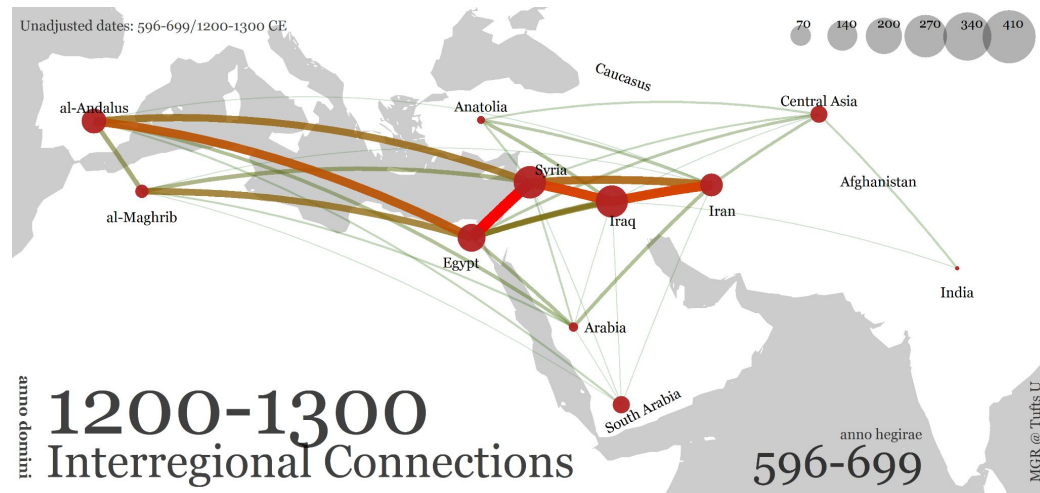 Unadjusted dates: 596-699/1200-1300 CE
70 140 200 270 340 410
Caucasus
al-Andalus
Anatolia
Central Asia
Syria
Afghanistan
al-Maghrib
Iraq
Iran
Egypt
India
Arabia
South Arabia
anno domini
1200-1300
Interregional Connections
anno hegirae
596-699
MGR @ Tufts U